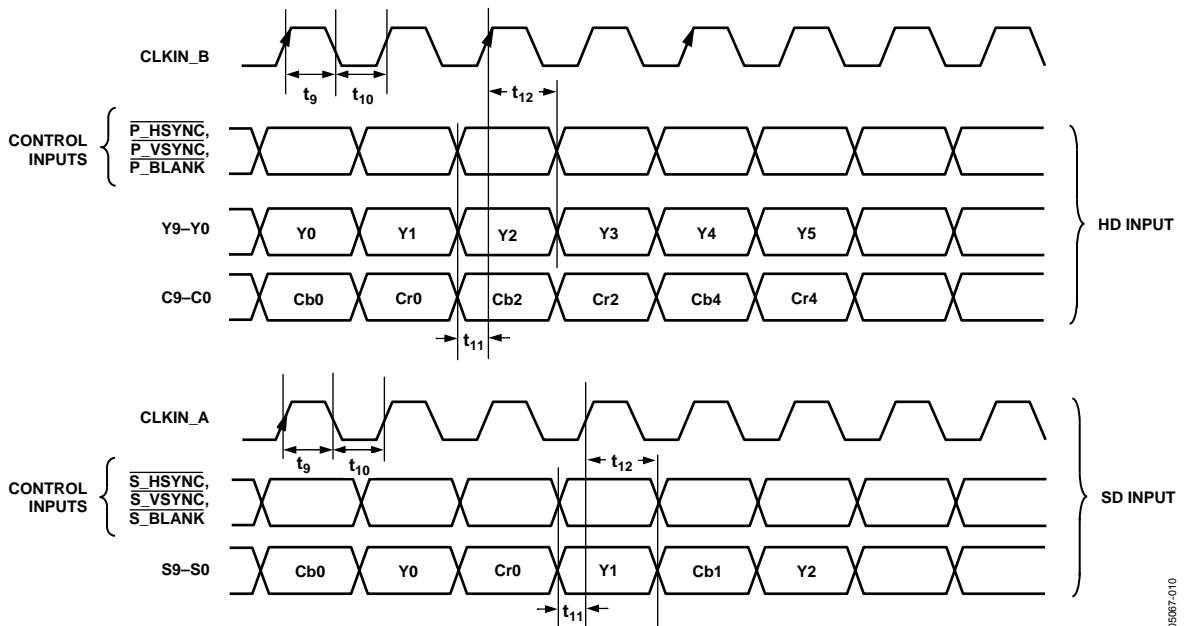 CLKIN_B
t9
t10
t12
CONTROL
INPUTS
P_HSYNC,
P_VSYNC,
P_BLANK
Y9–Y0
Y0
Y1
Y2
Y3
Y4
Y5
HD INPUT
C9–C0
Cb0
Cr0
Cb2
Cr2
Cb4
Cr4
t11
CLKIN_A
t9
t10
t12
CONTROL
INPUTS
S_HSYNC,
S_VSYNC,
S_BLANK
SD INPUT
S9–S0
Cb0
Y0
Cr0
Y1
Cb1
Y2
t11
05067-010